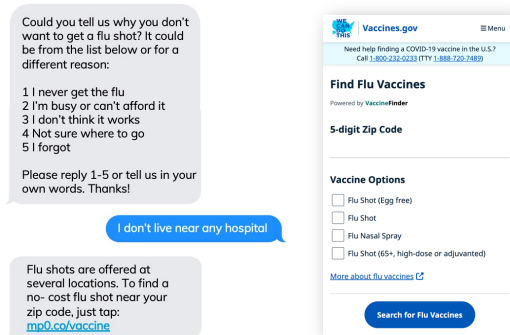 Could you tell us why you don't
want to get a flu shot? It could
be from the list below or for a
different reason:
1 I never get the flu
2 I'm busy or can't afford it
3 I don't think it works
4 Not sure where to go
5 I forgot
Please reply 1-5 or tell us in your
own words. Thanks!
I don't live near any hospital
Flu shots are offered at
several locations. To find a
no- cost flu shot near your
zip code, just tap:
mp0.co/vaccine
WE CAN DO THIS
Vaccines.gov
Menu
Need help finding a COVID-19 vaccine in the U.S.?
Call 1-800-232-0233 (TTY 1-888-720-7489)
Find Flu Vaccines
Powered by VaccineFinder
5-digit Zip Code
Vaccine Options
Flu Shot (Egg free)
Flu Shot
Flu Nasal Spray
Flu Shot (65+, high-dose or adjuvanted)
More about flu vaccines
Search for Flu Vaccines